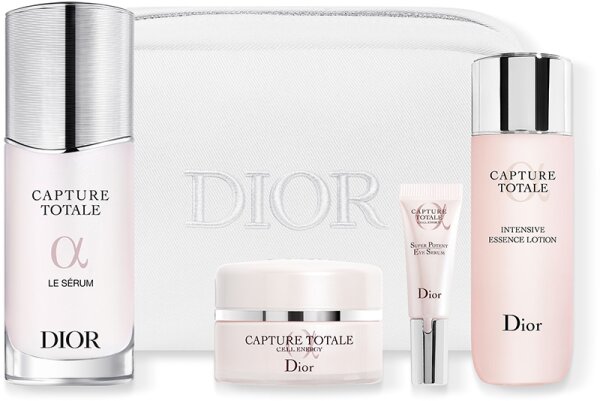 CAPTURE
TOTALE
α
LE SÉRUM
DIOR
DIOR
CAPTURE TOTALE
C.E.L.L. ENERGY
Dior
CAPTURE
TOTALE
C.E.L.L. ENERGY
SUPER POTENT
EYE SERUM
Dior
CAPTURE
TOTALE
INTENSIVE
ESSENCE LOTION
Dior